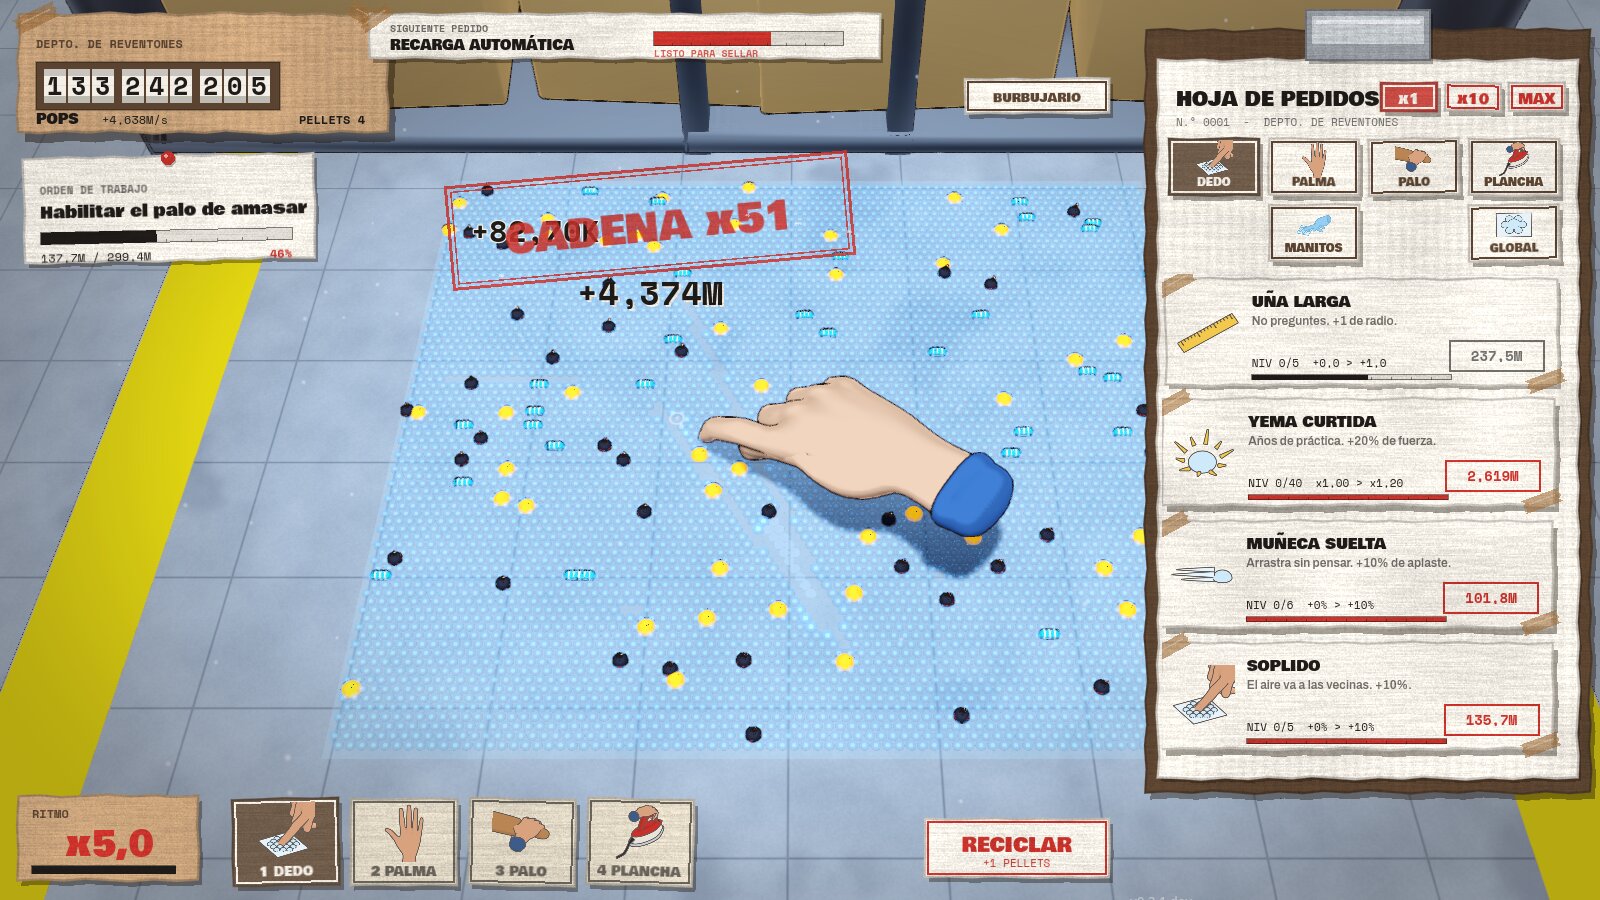 DEPTO. DE REVENTONES
133 242 205
POPS +4,638M/s PELLETS 4
SIGUIENTE PEDIDO
RECARGA AUTOMÁTICA
LISTO PARA SELLAR
BURBUJARIO
ORDEN DE TRABAJO
Habilitar el palo de amasar
137,7M / 299,4M 46%
CADENA x51
+4,374M
HOJA DE PEDIDOS x1 x10 MAX
N.° 0001 - DEPTO. DE REVENTONES
DEDO PALMA PALO PLANCHA
MANITOS GLOBAL
UÑA LARGA
No preguntes. +1 de radio.
NIV 0/5 +0,0 > +1,0 237,5M
YEMA CURTIDA
Años de práctica. +20% de fuerza.
NIV 0/40 x1,00 > x1,20 2,619M
MUÑECA SUELTA
Arrastra sin pensar. +10% de aplaste.
NIV 0/6 +0% > +10% 101,8M
SOPLIDO
El aire va a las vecinas. +10%.
NIV 0/5 +0% > +10% 135,7M
RITMO
x5,0
1 DEDO 2 PALMA 3 PALO 4 PLANCHA
RECICLAR
+1 PELLETS